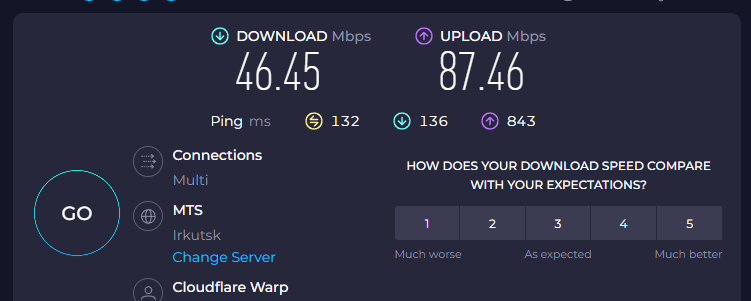 DOWNLOAD Mbps UPLOAD Mbps
46.45 87.46
Ping ms 132 136 843
Connections
Multi
HOW DOES YOUR DOWNLOAD SPEED COMPARE
WITH YOUR EXPECTATIONS?
GO
MTS
Irkutsk
Change Server
1 2 3 4 5
Much worse As expected Much better
Cloudflare Warp